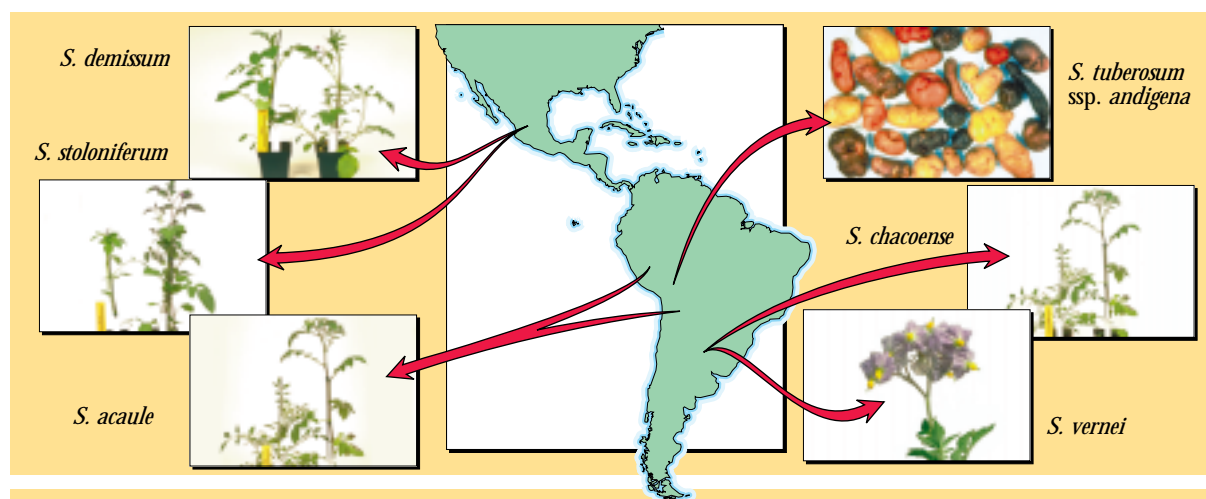 S. demissum
S. stoloniferum
S. acaule
S. tuberosum
ssp. andigena
S. chacoense
S. vernei